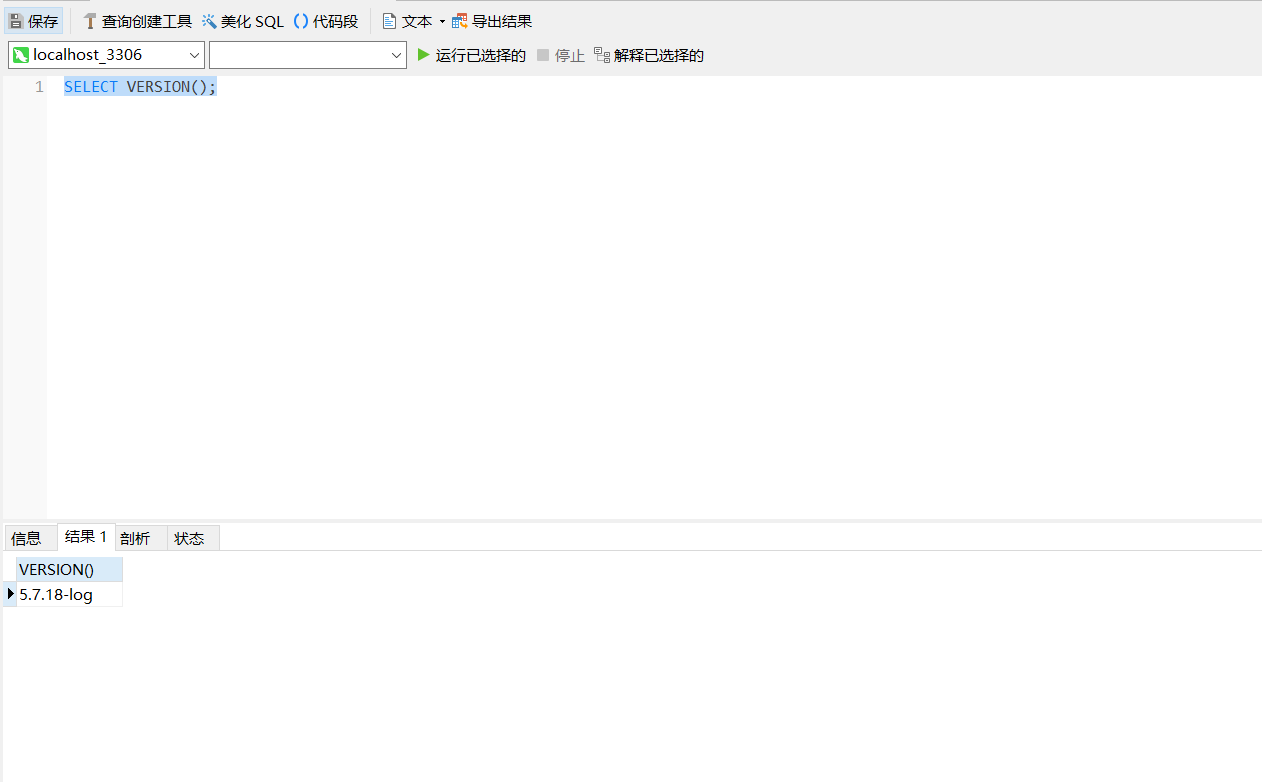 保存 查询创建工具 美化 SQL () 代码段 文本 导出结果
localhost_3306 运行已选择的 停止 解释已选择的
1 SELECT VERSION();
信息 结果 1 剖析 状态
VERSION()
5.7.18-log